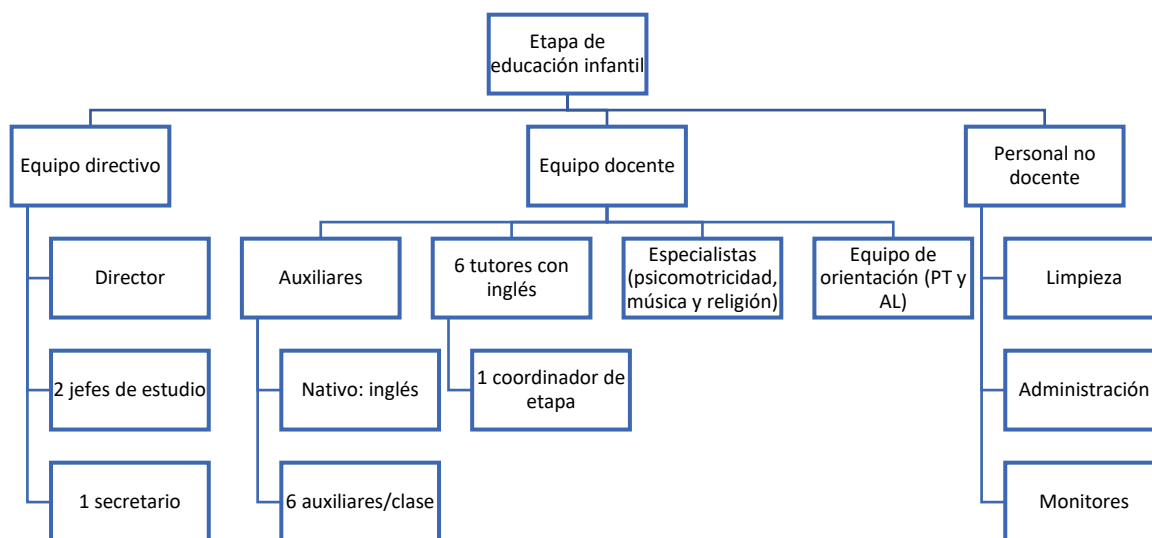 Etapa de
educación infantil
Equipo directivo
Equipo docente
Personal no
docente
Director
Auxiliares
6 tutores con
inglés
Especialistas
(psicomotricidad,
música y religión)
Equipo de
orientación (PT y
AL)
Limpieza
2 jefes de estudio
Nativo: inglés
1 coordinador de
etapa
Administración
1 secretario
6 auxiliares/clase
Monitores